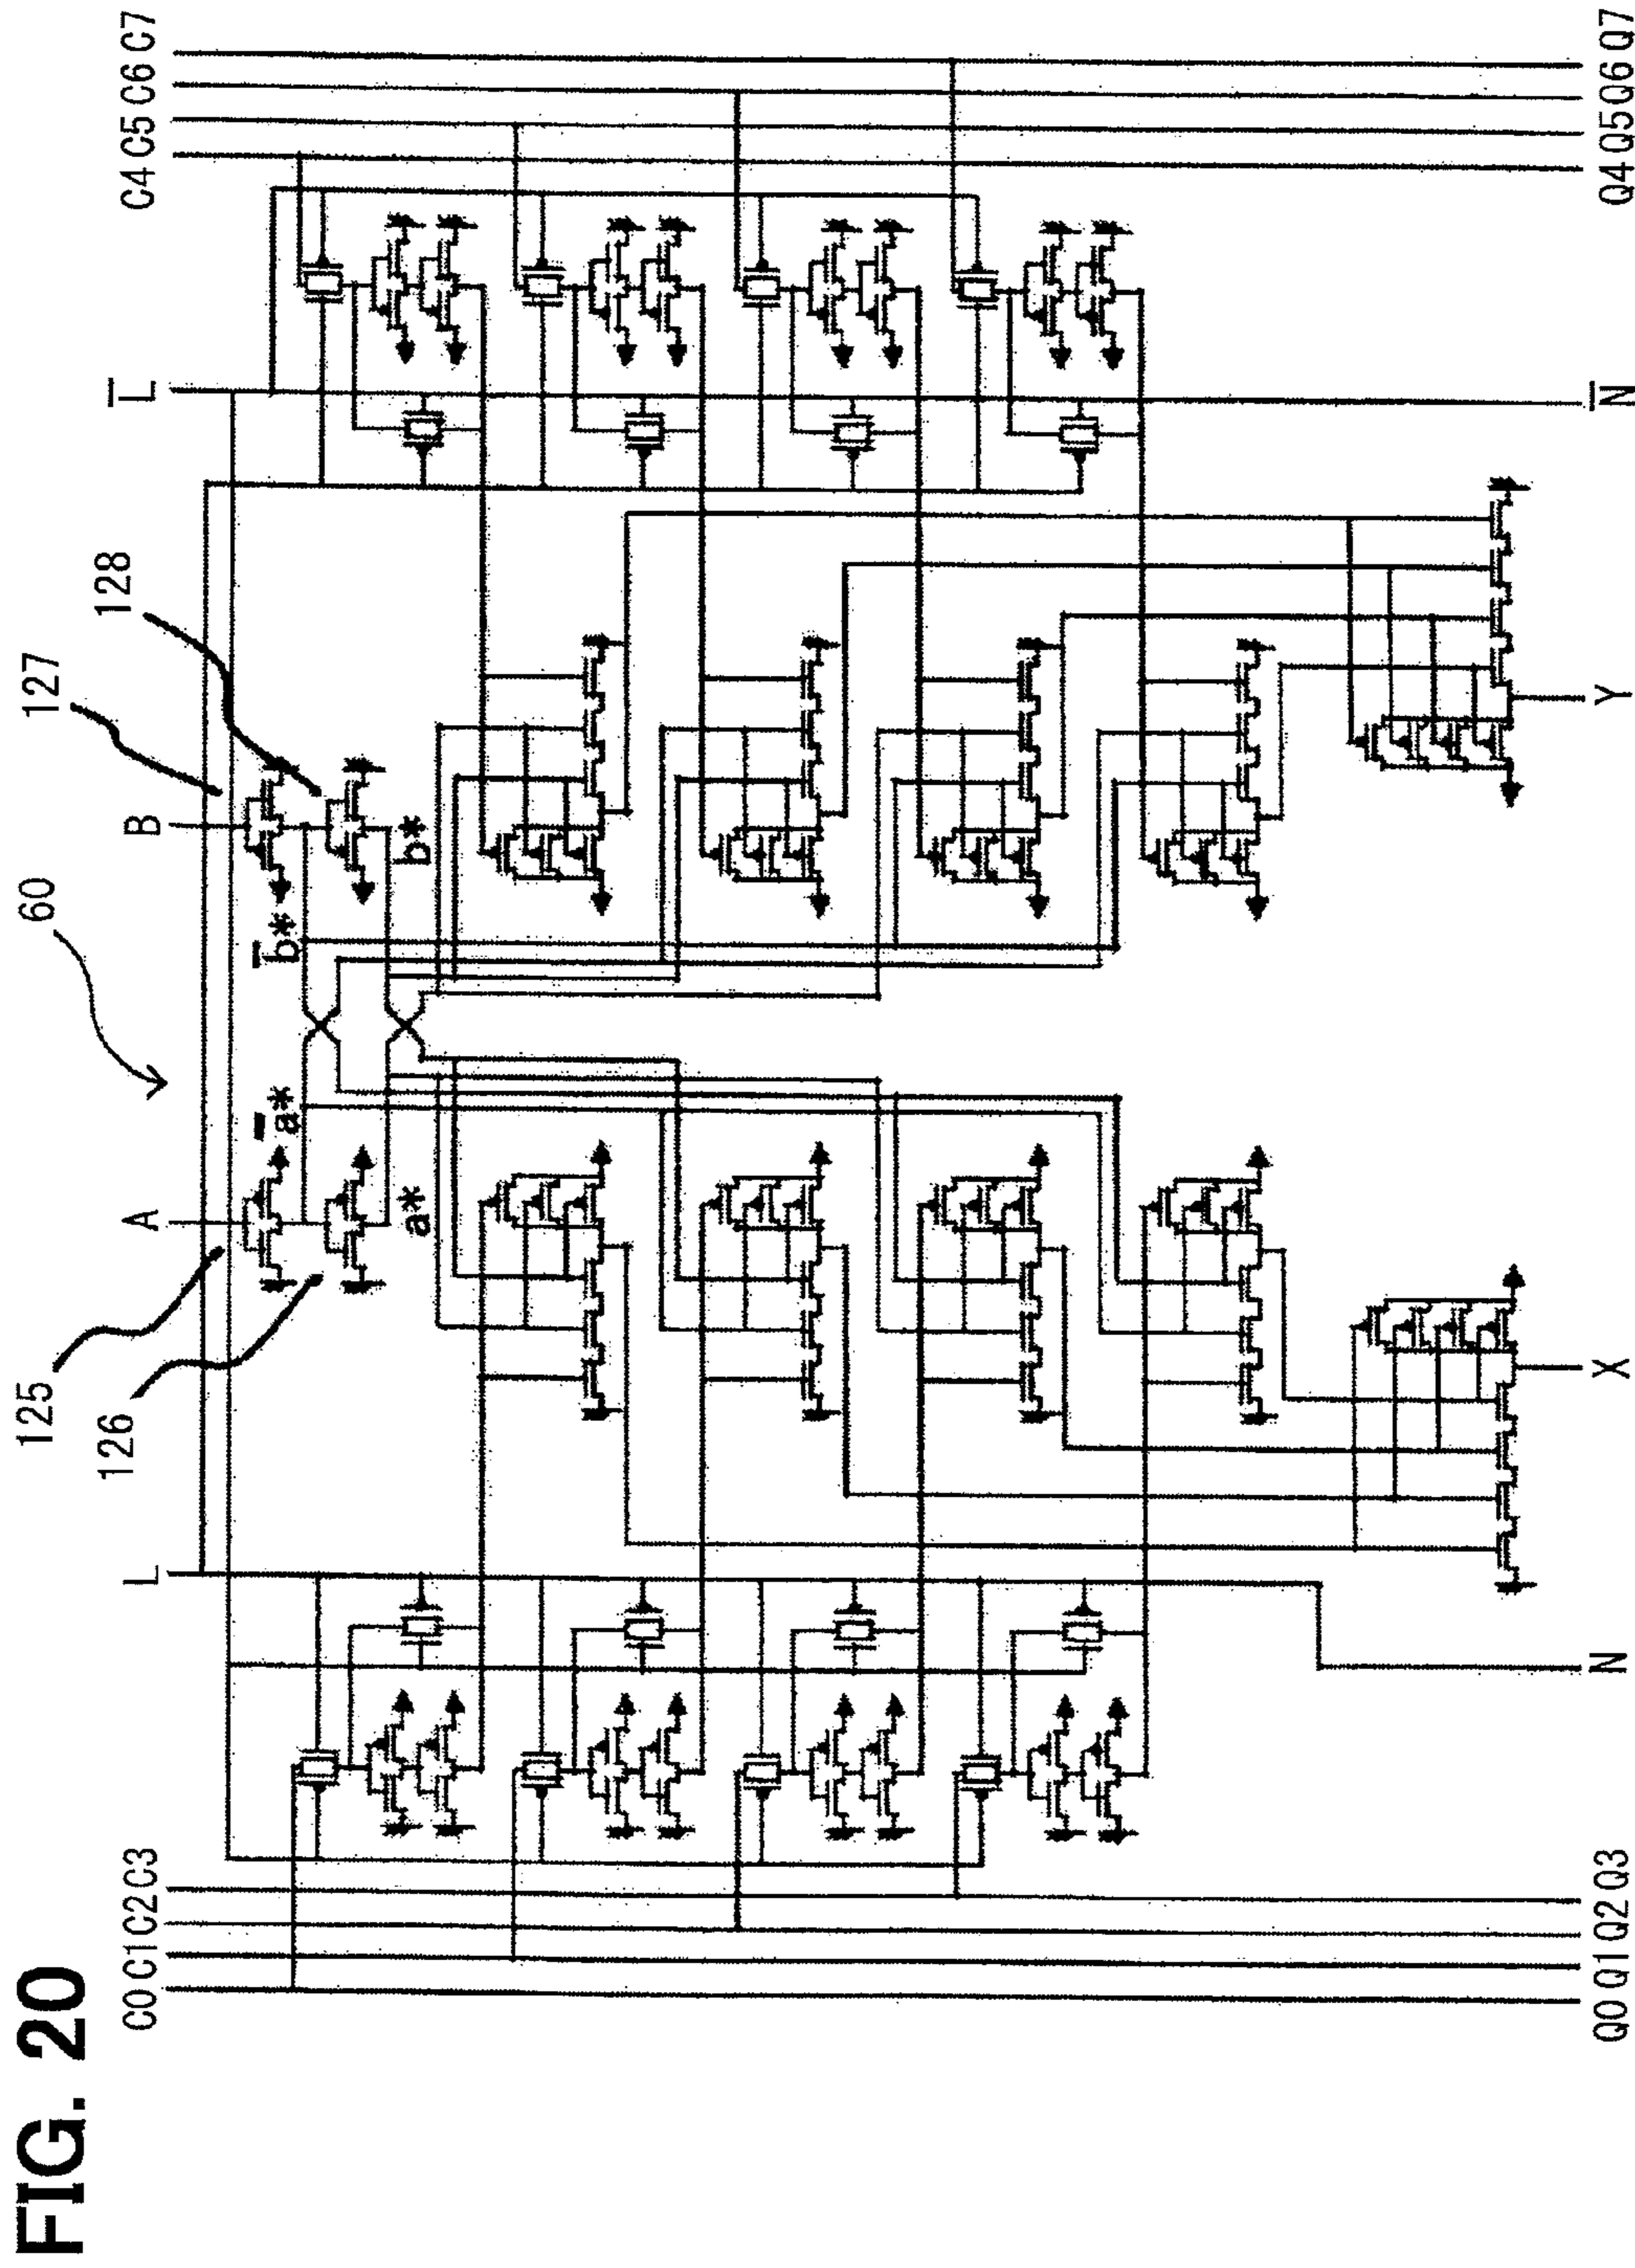 FIG. 20
60
125
126
127
128
C0 C1 C2 C3
L
A
B
L̅
C4 C5 C6 C7
a̅*
a*
b̅*
b*
Q0 Q1 Q2 Q3
N
X
Y
N̅
Q4 Q5 Q6 Q7